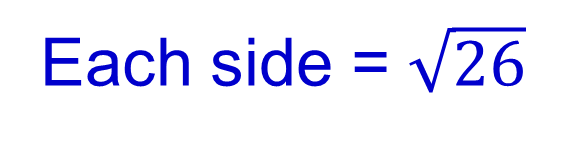 Each side = √26